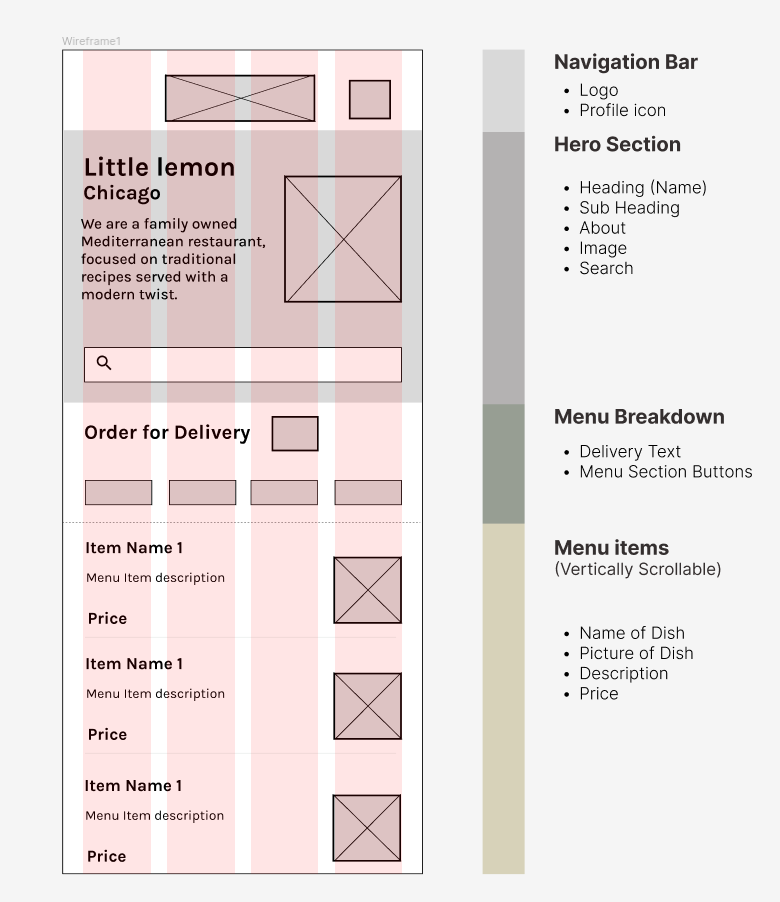 Wireframe1
Little lemon
Chicago
We are a family owned
Mediterranean restaurant,
focused on traditional
recipes served with a
modern twist.
Order for Delivery
Item Name 1
Menu Item description
Price
Item Name 1
Menu Item description
Price
Item Name 1
Menu Item description
Price
Navigation Bar
• Logo
• Profile icon
Hero Section
• Heading (Name)
• Sub Heading
• About
• Image
• Search
Menu Breakdown
• Delivery Text
• Menu Section Buttons
Menu items
(Vertically Scrollable)
• Name of Dish
• Picture of Dish
• Description
• Price